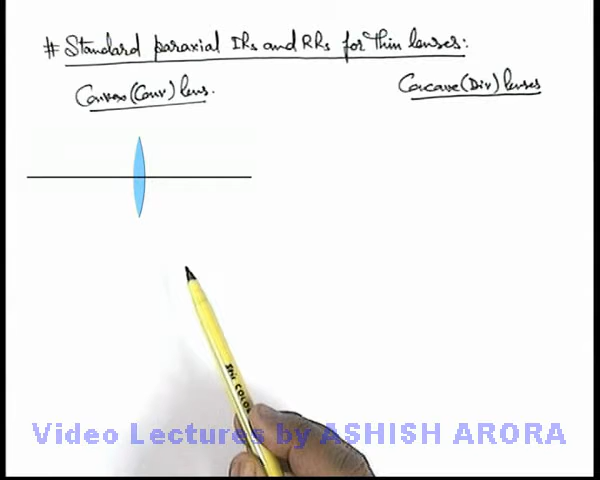 # Standard paraxial IRs and RRs for thin lenses:
Convex (Conv) lens.
Concave (Div) lenses
Video Lectures by ASHISH ARORA